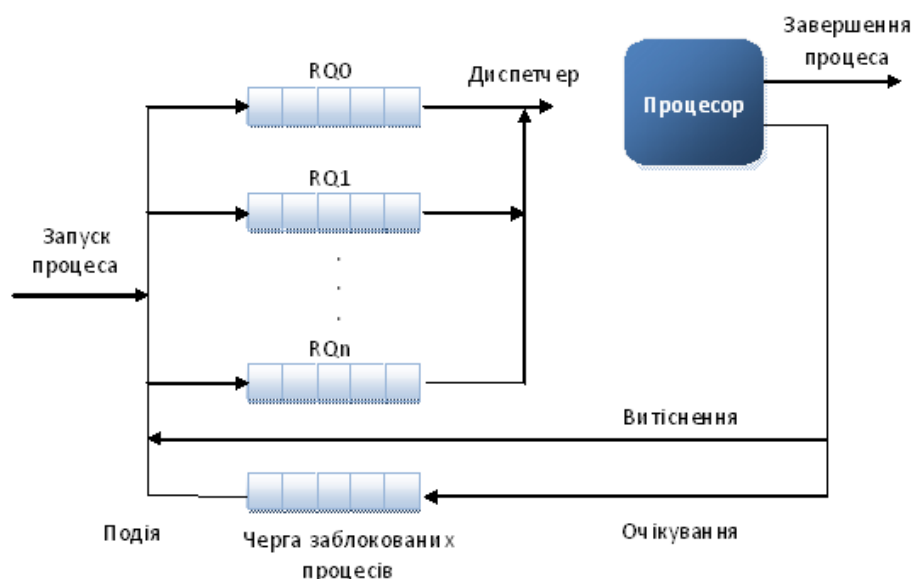 Завершення
процеса
RQ0
Диспетчер
Процесор
RQ1
Запуск
процеса
.
.
.
RQn
Витіснення
Подія
Черга заблокованих
процесів
Очікування